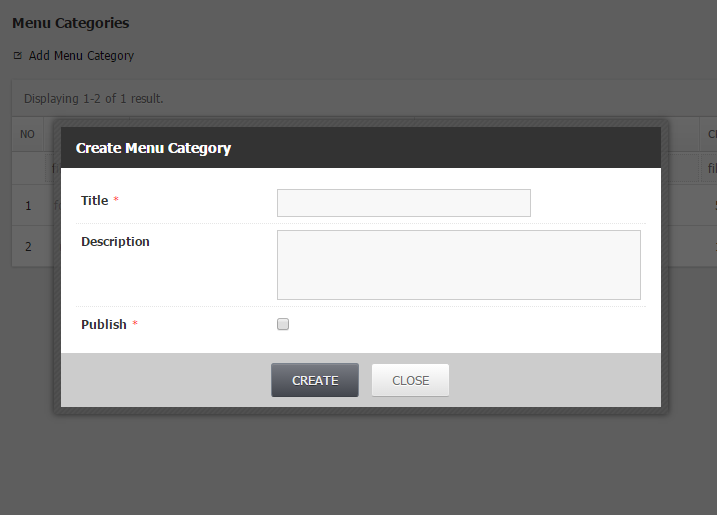 Menu Categories
Add Menu Category
Displaying 1-2 of 1 result.
NO
Create Menu Category
Title *
1
Description
2
Publish *
CREATE CLOSE